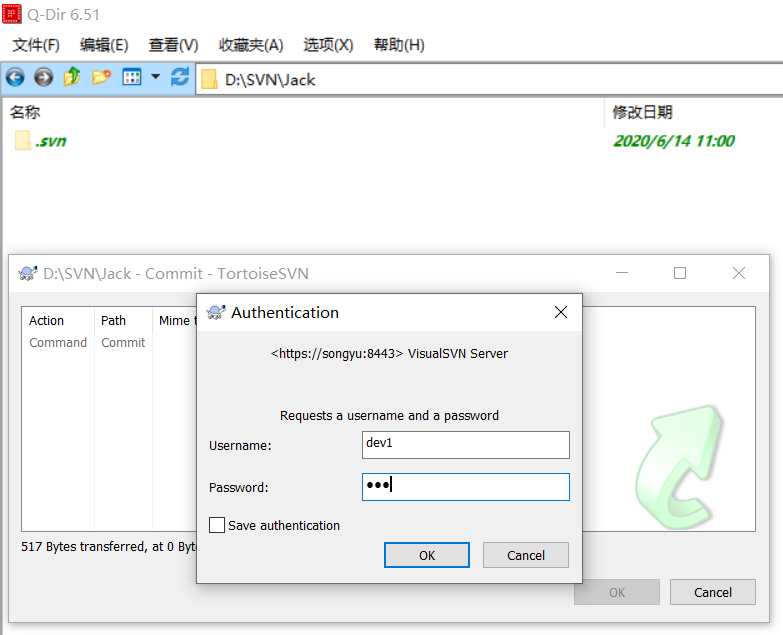 Q-Dir 6.51
文件(F) 编辑(E) 查看(V) 收藏夹(A) 选项(X) 帮助(H)
D:\SVN\Jack
名称 修改日期
.svn 2020/6/14 11:00
D:\SVN\Jack - Commit - TortoiseSVN
Action Path Mime t
Command Commit
Authentication
<https://songyu:8443> VisualSVN Server
Requests a username and a password
Username: dev1
Password: •••
Save authentication
OK Cancel
517 Bytes transferred, at 0 Byt
OK Cancel